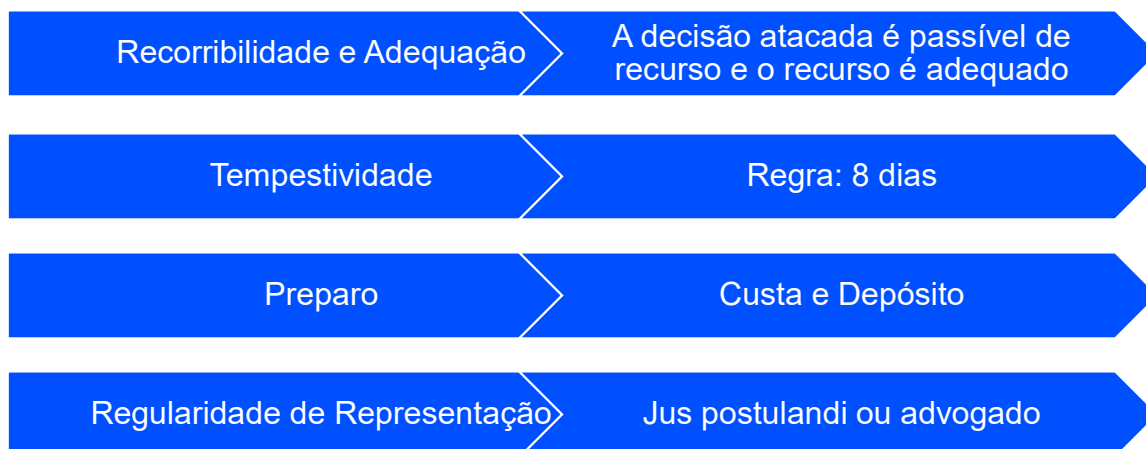 Recorribilidade e Adequação
A decisão atacada é passível de
recurso e o recurso é adequado
Tempestividade
Regra: 8 dias
Preparo
Custa e Depósito
Regularidade de Representação
Jus postulandi ou advogado